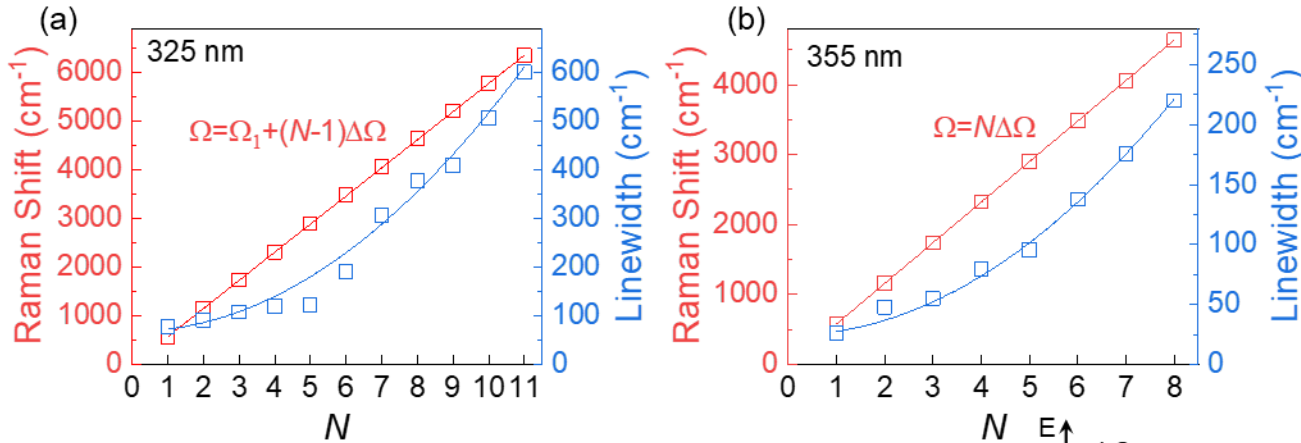 (a)
325 nm
Ω=Ω₁+(N-1)ΔΩ
Raman Shift (cm⁻¹)
6000
5000
4000
3000
2000
1000
0
Linewidth (cm⁻¹)
600
500
400
300
200
100
0
0 1 2 3 4 5 6 7 8 9 10 11
N
(b)
355 nm
Ω=NΔΩ
Raman Shift (cm⁻¹)
4000
3000
2000
1000
0
Linewidth (cm⁻¹)
250
200
150
100
50
0
0 1 2 3 4 5 6 7 8
N
E